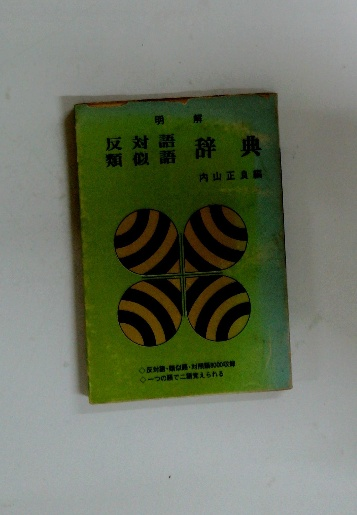 明解
反対語
類似語
辞典
内山正良編
◇反対語・類似語・対照語8000収録
◇一つの語で二語覚えられる